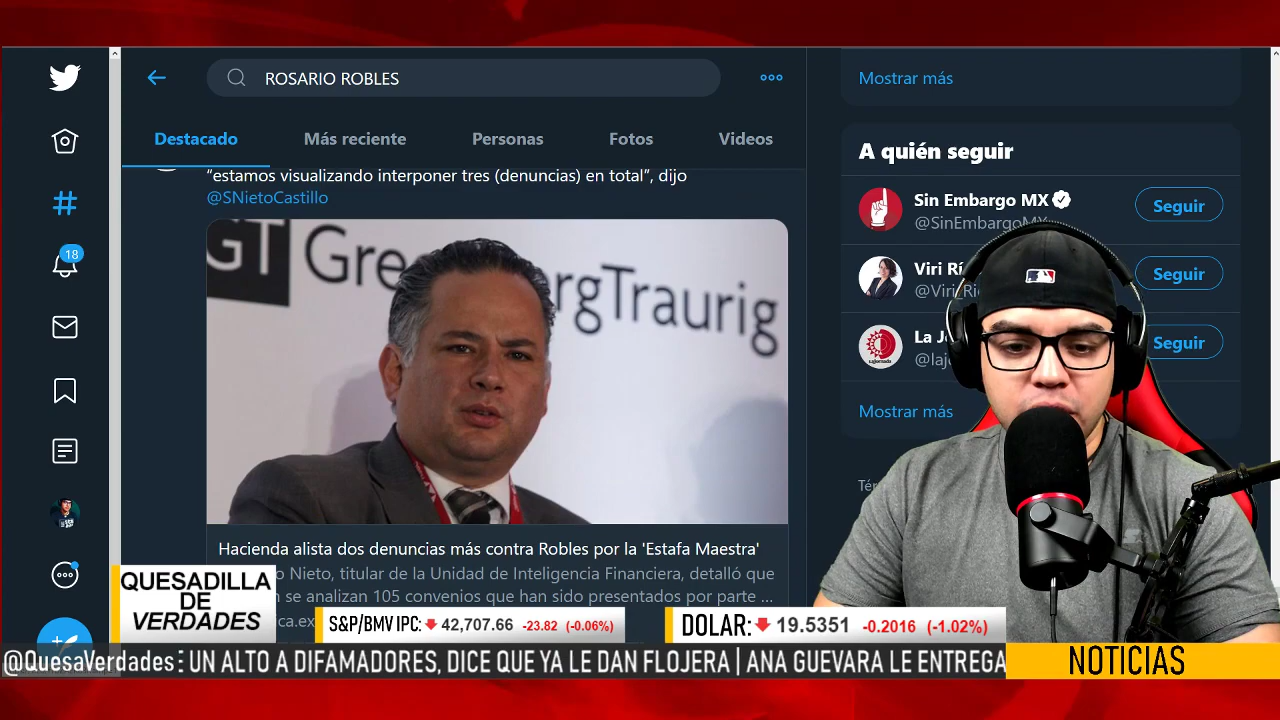 ROSARIO ROBLES
Destacado
Más reciente
Personas
Fotos
Videos
“estamos visualizando interponer tres (denuncias) en total”, dijo
@SNietoCastillo
GT Gre rgTraurig
Hacienda alista dos denuncias más contra Robles por la 'Estafa Maestra'
Nieto, titular de la Unidad de Inteligencia Financiera, detalló que
se analizan 105 convenios que han sido presentados por parte ...
18
Mostrar más
A quién seguir
Sin Embargo MX
@SinEmbargoMX
Seguir
Viri
Seguir
La
Seguir
Mostrar más
QUESADILLA
DE
VERDADES
S&P/BMV IPC: 42,707.66 -23.82 (-0.06%)
DOLAR: 19.5351 -0.2016 (-1.02%)
@QuesaVerdades: UN ALTO A DIFAMADORES, DICE QUE YA LE DAN FLOJERA | ANA GUEVARA LE ENTREGA
NOTICIAS